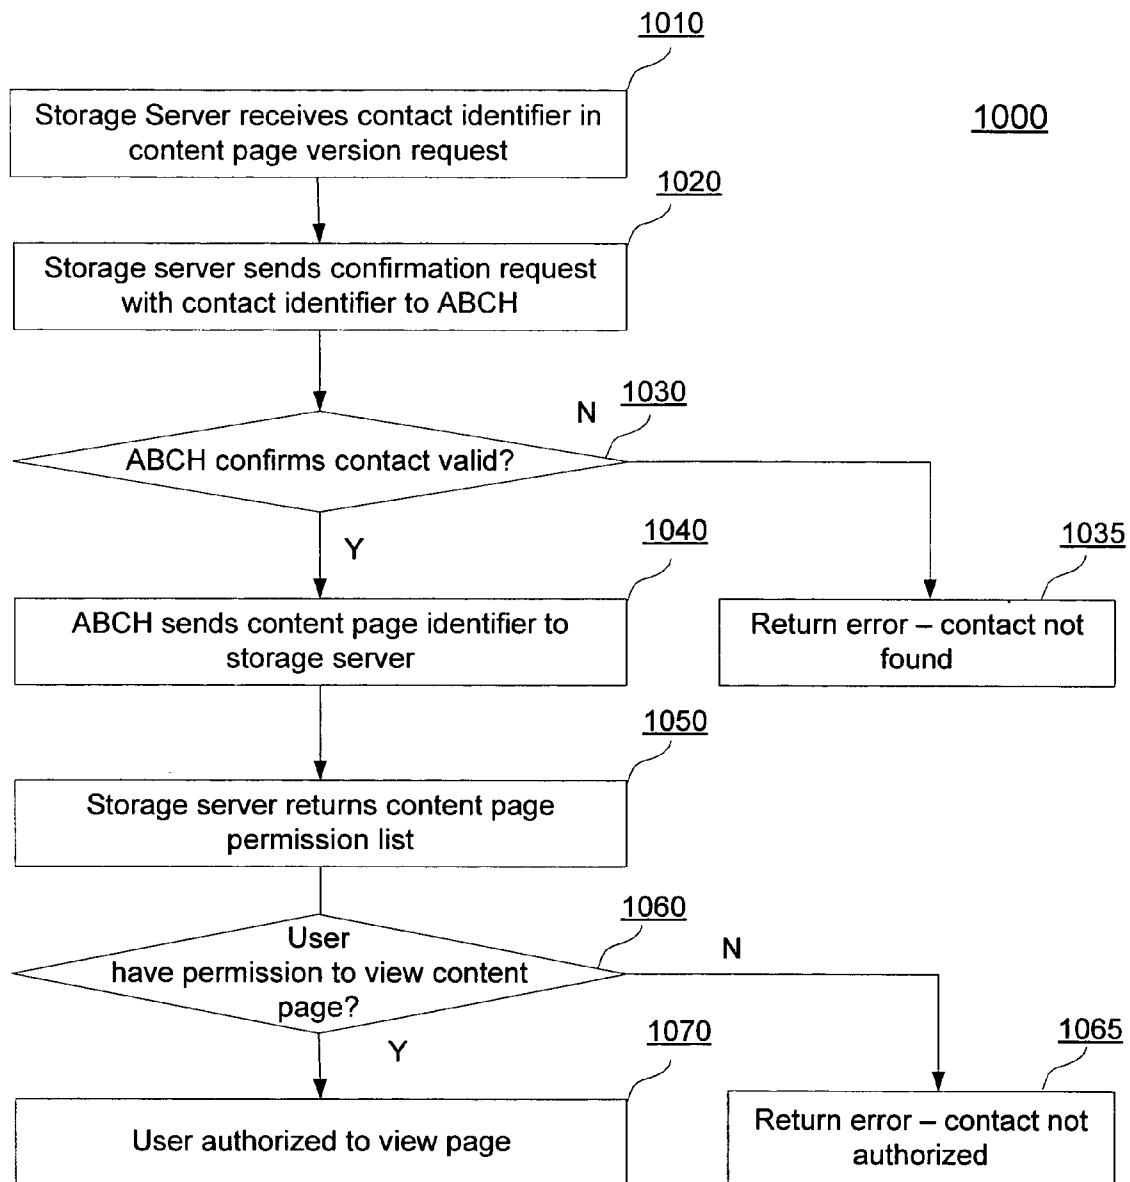 1010
1000
Storage Server receives contact identifier in
content page version request
1020
Storage server sends confirmation request
with contact identifier to ABCH
1030
N
ABCH confirms contact valid?
Y
1040
1035
ABCH sends content page identifier to
storage server
Return error – contact not
found
1050
Storage server returns content page
permission list
1060
User
have permission to view content
page?
N
Y
1070
1065
User authorized to view page
Return error – contact not
authorized